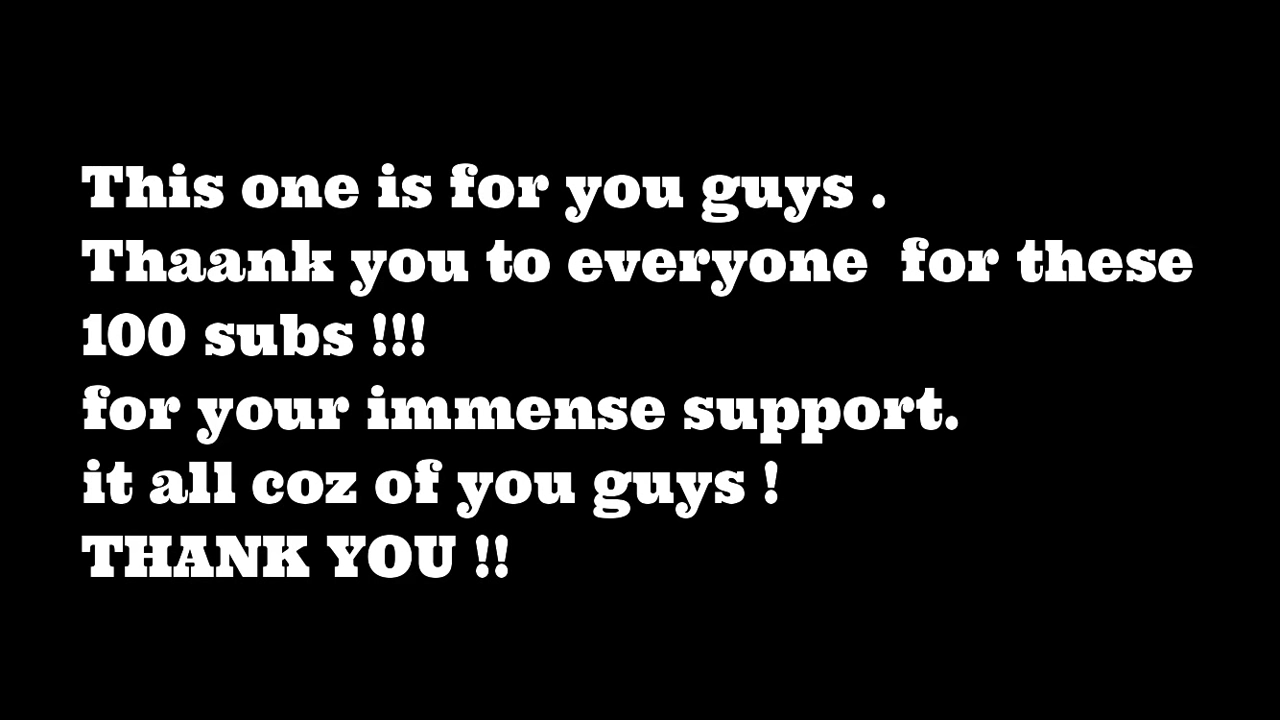 This one is for you guys .
Thaank you to everyone  for these
100 subs !!!
for your immense support.
it all coz of you guys !
THANK YOU !!